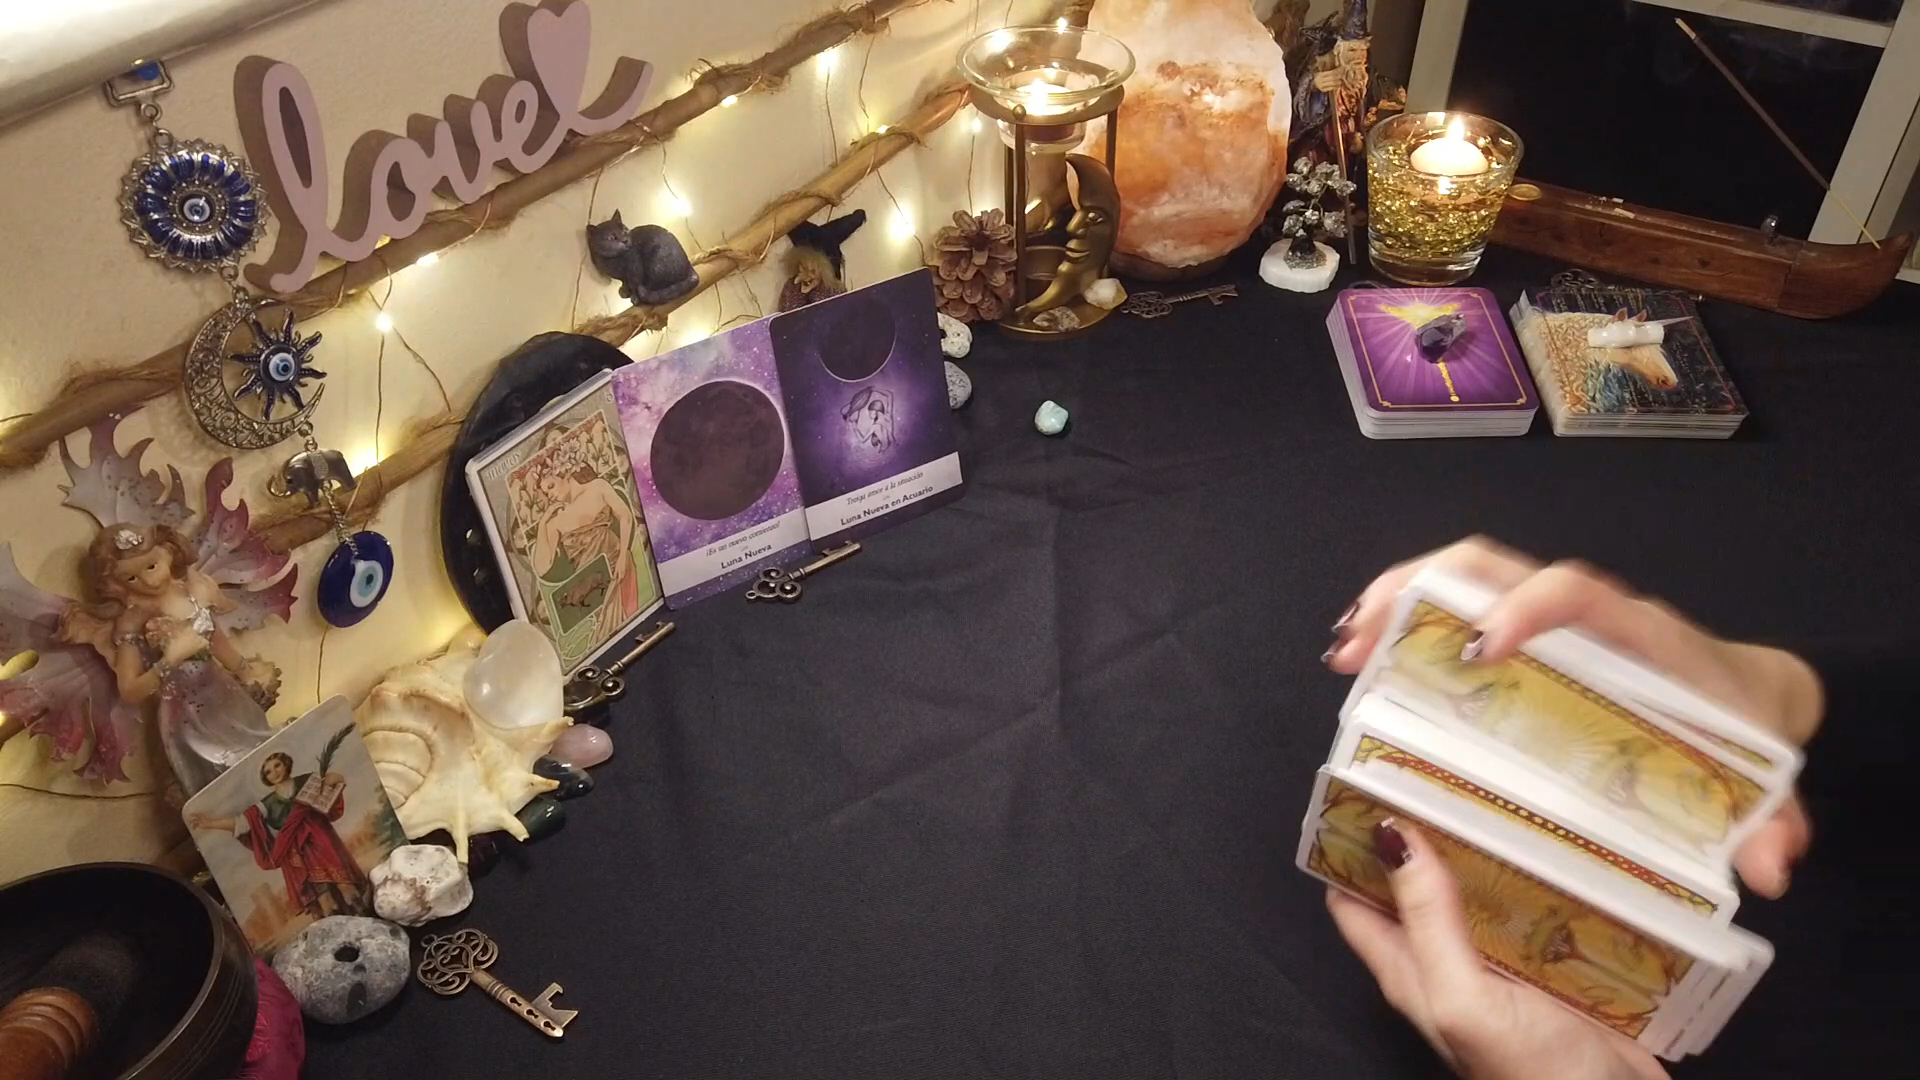 love
¡Es un nuevo comienzo!
Luna Nueva
Traiga amor a la situación
Luna Nueva en Acuario